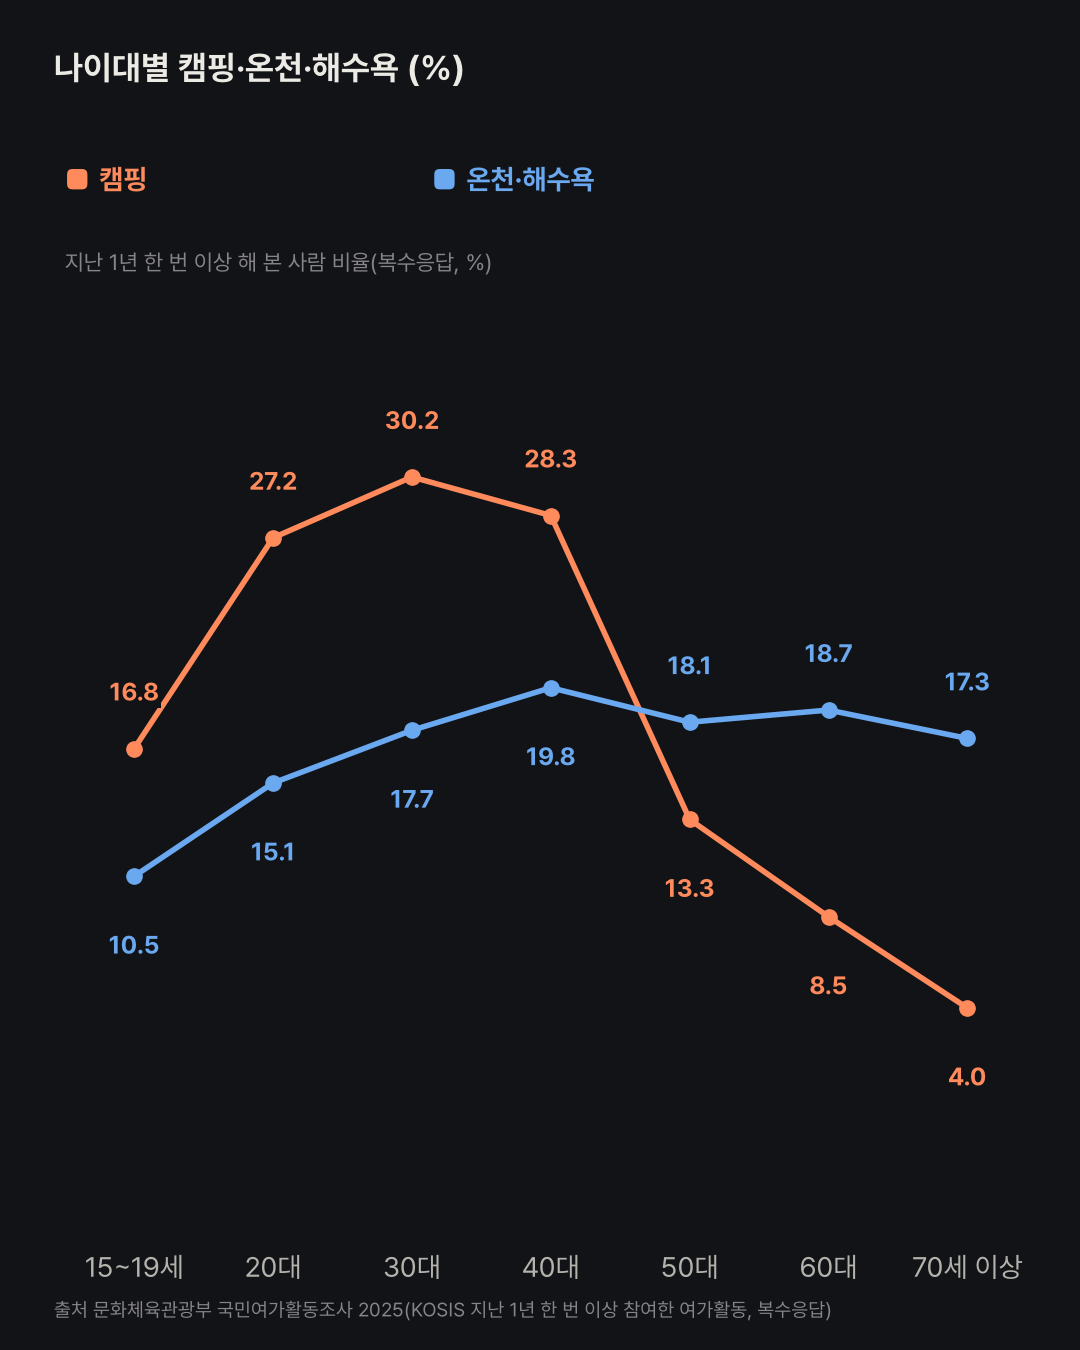 나이대별 캠핑·온천·해수욕 (%)
캠핑
온천·해수욕
지난 1년 한 번 이상 해 본 사람 비율(복수응답, %)
30.2
28.3
27.2
18.7
18.1
17.3
16.8
19.8
17.7
15.1
13.3
10.5
8.5
4.0
15~19세 20대 30대 40대 50대 60대 70세 이상
출처 문화체육관광부 국민여가활동조사 2025(KOSIS 지난 1년 한 번 이상 참여한 여가활동, 복수응답)